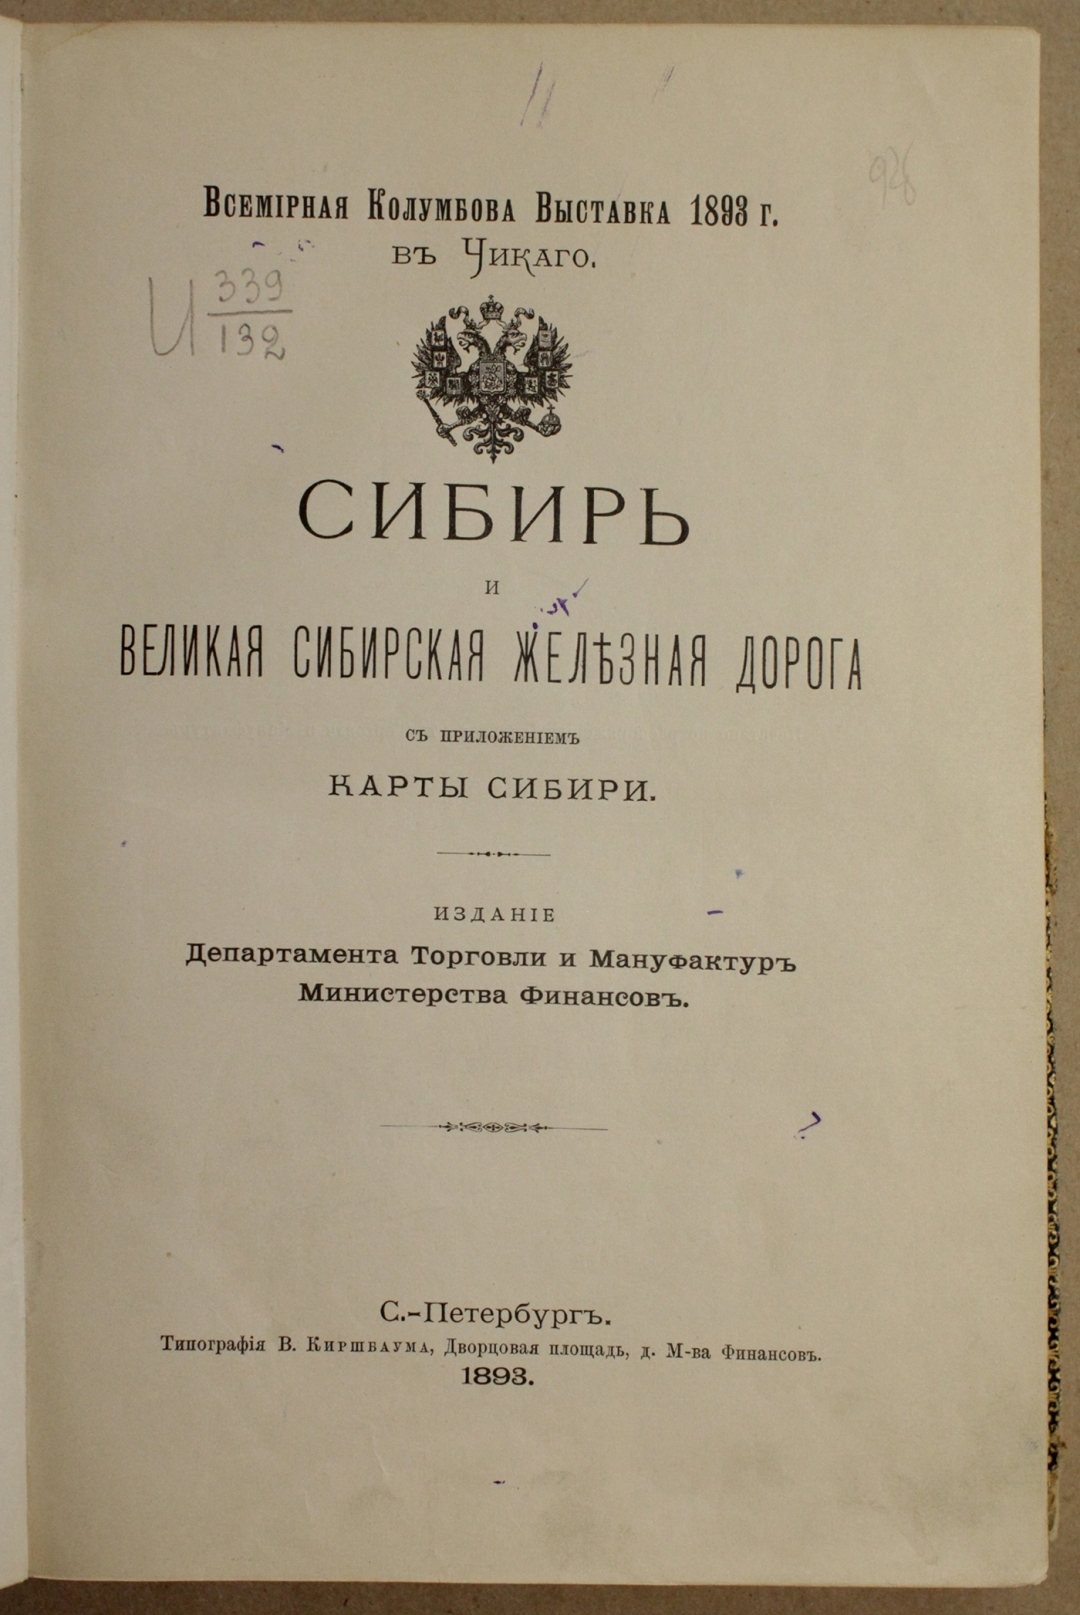 Всемірная Колумбова Выставка 1893 г.
въ Чикаго.
И 339
132
СИБИРЬ
И
ВЕЛИКАЯ СИБИРСКАЯ ЖЕЛѢЗНАЯ ДОРОГА
СЪ ПРИЛОЖЕНІЕМЪ
КАРТЫ СИБИРИ.
ИЗДАНІЕ
Департамента Торговли и Мануфактуръ
Министерства Финансовъ.
С.-Петербургъ.
Типографія В. Киршбаума, Дворцовая площадь, д. М-ва Финансовъ.
1893.